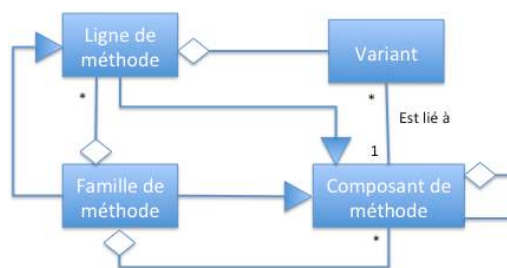 Ligne de
méthode
Variant
*
*
Est lié à
1
Famille de
méthode
Composant de
méthode
*